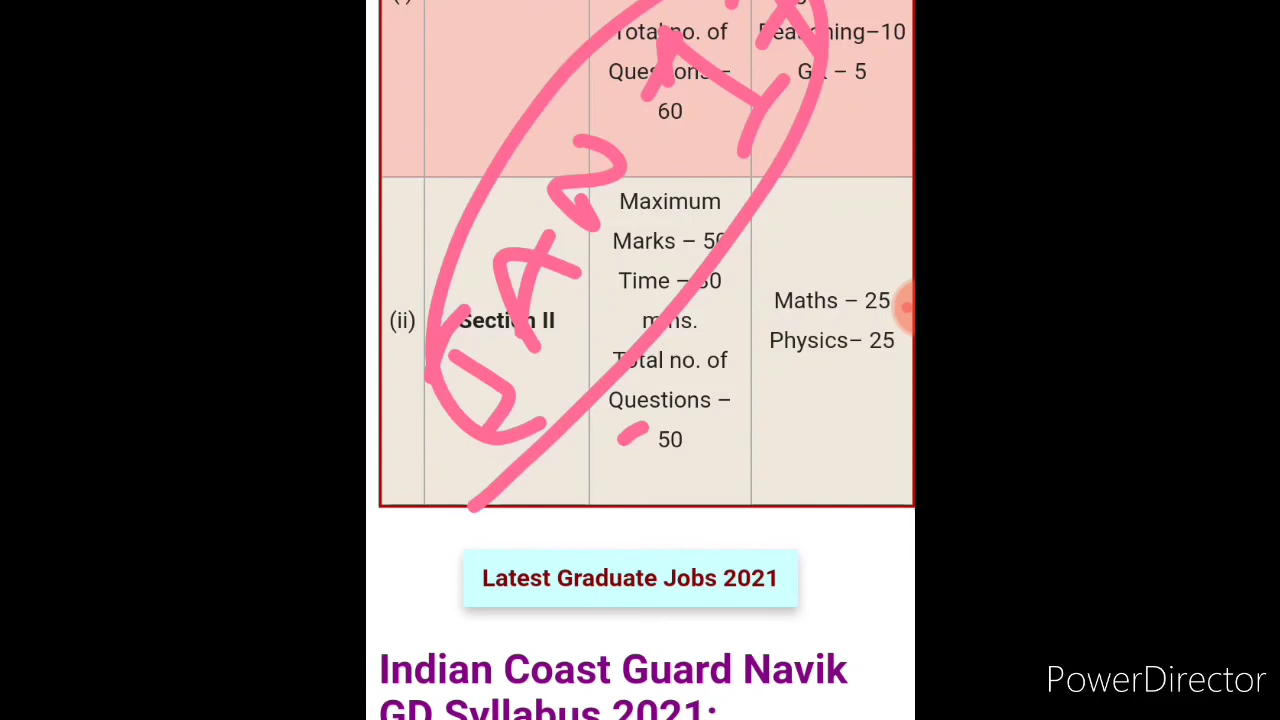 Total no. of
Questions –
60
Reasoning–10
GK – 5
(ii)
Section II
Maximum
Marks – 50
Time – 30
mins.
Total no. of
Questions –
50
Maths – 25
Physics– 25
Latest Graduate Jobs 2021
Indian Coast Guard Navik
GD Syllabus 2021:
PowerDirector